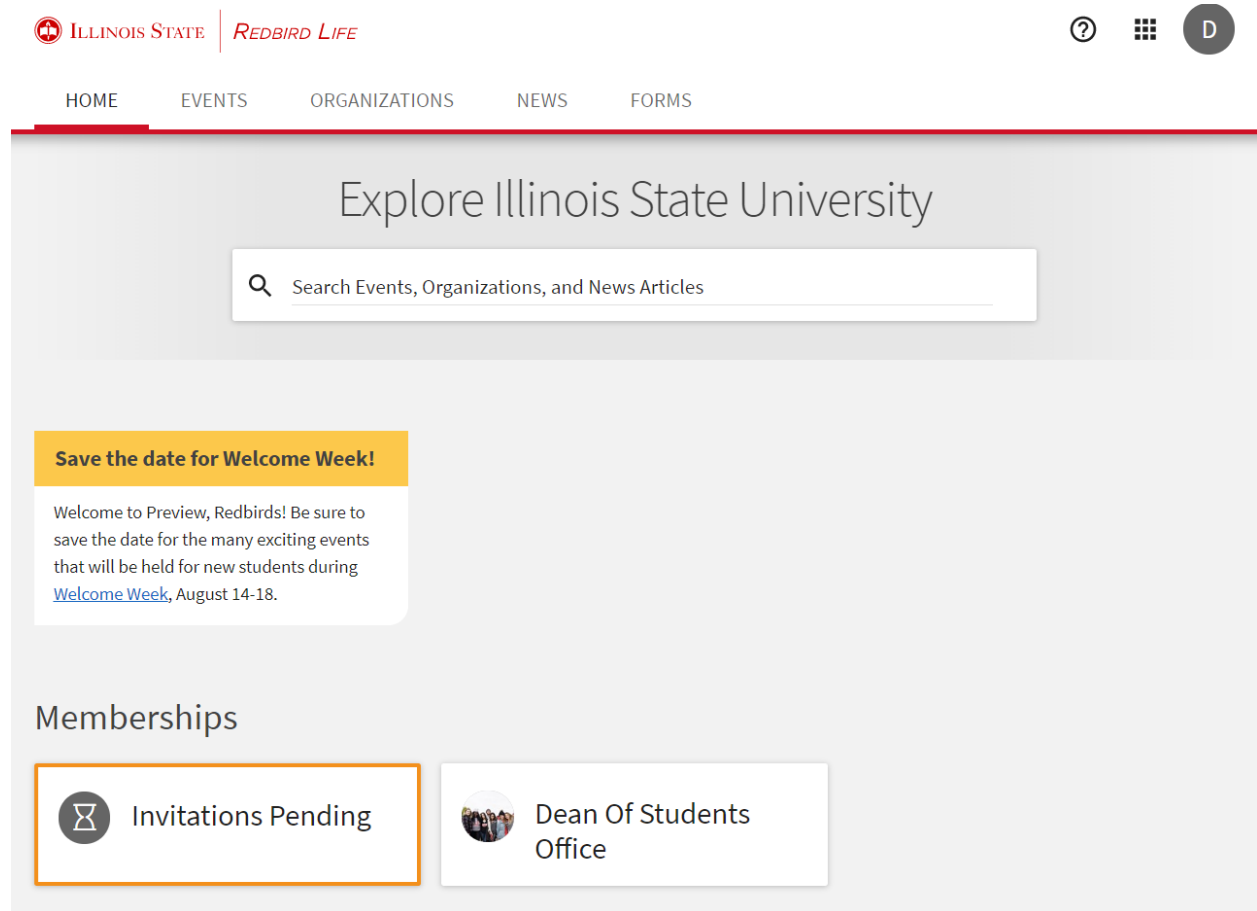 ILLINOIS STATE REDBIRD LIFE
D
HOME EVENTS ORGANIZATIONS NEWS FORMS
Explore Illinois State University
Search Events, Organizations, and News Articles
Save the date for Welcome Week!
Welcome to Preview, Redbirds! Be sure to
save the date for the many exciting events
that will be held for new students during
Welcome Week, August 14-18.
Memberships
Invitations Pending
Dean Of Students
Office